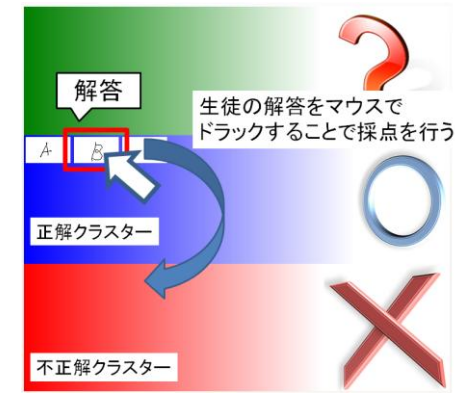 解答
生徒の解答をマウスで
ドラックすることで採点を行う
A B
正解クラスター
不正解クラスター